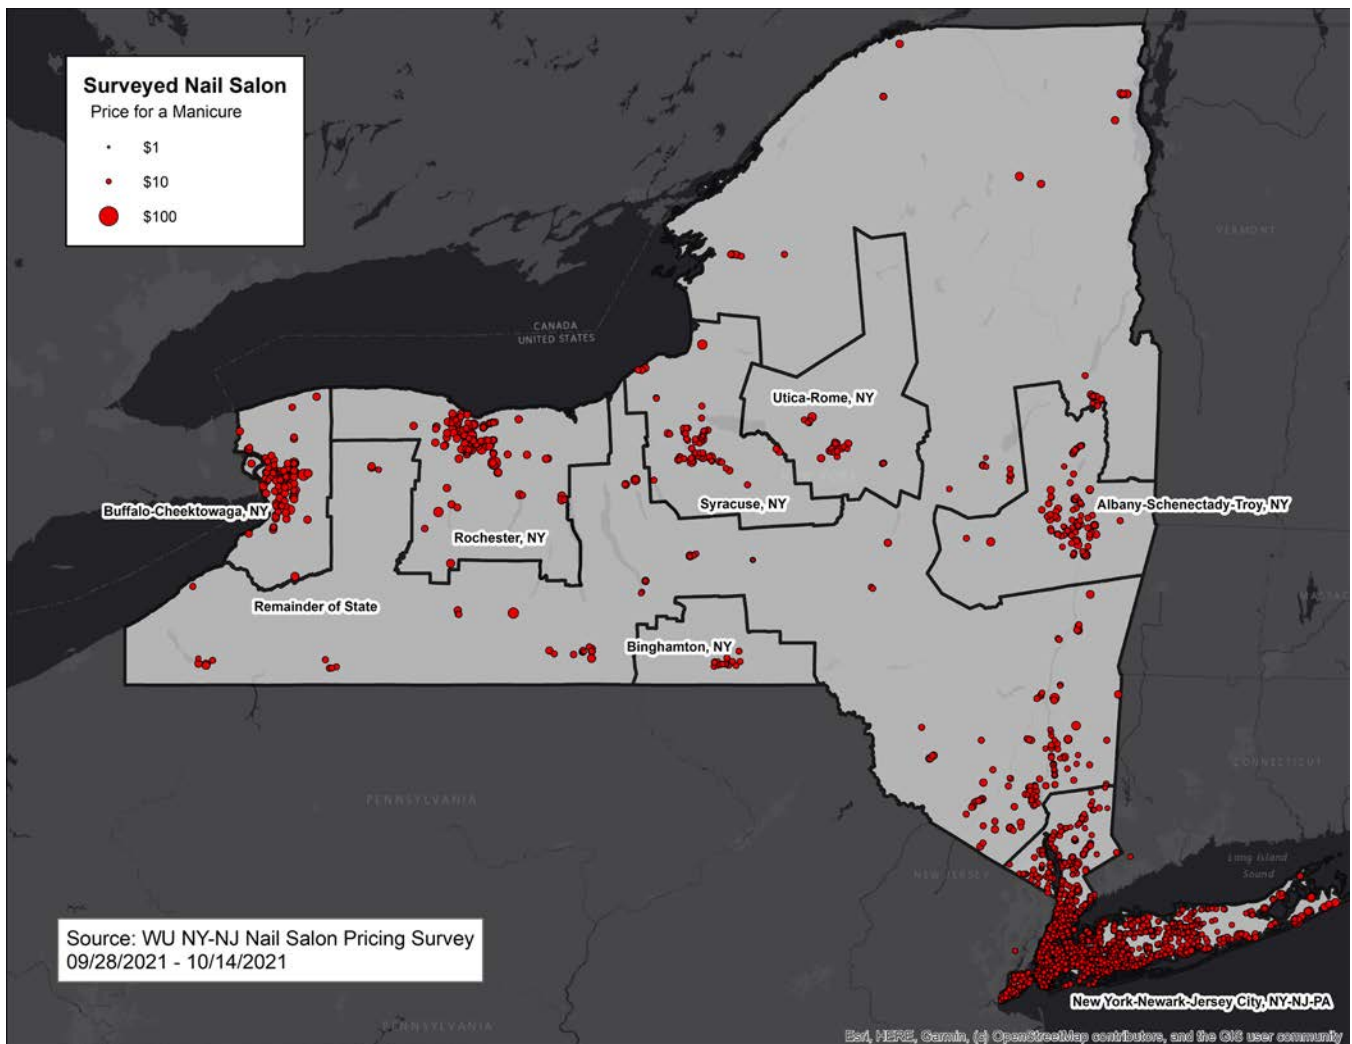 Surveyed Nail Salon
Price for a Manicure
$1
$10
$100
VERMONT
CANADA
UNITED STATES
Utica-Rome, NY
Buffalo-Cheektowaga, NY
Syracuse, NY
Albany-Schenectady-Troy, NY
Rochester, NY
Remainder of State
Binghamton, NY
CONNECTICUT
PENNSYLVANIA
Long Island
Sound
NEW JERSEY
Source: WU NY-NJ Nail Salon Pricing Survey
09/28/2021 - 10/14/2021
New York-Newark-Jersey City, NY-NJ-PA
PENNSYLVANIA
Esri, HERE, Garmin, (c) OpenStreetMap contributors, and the GIS user community